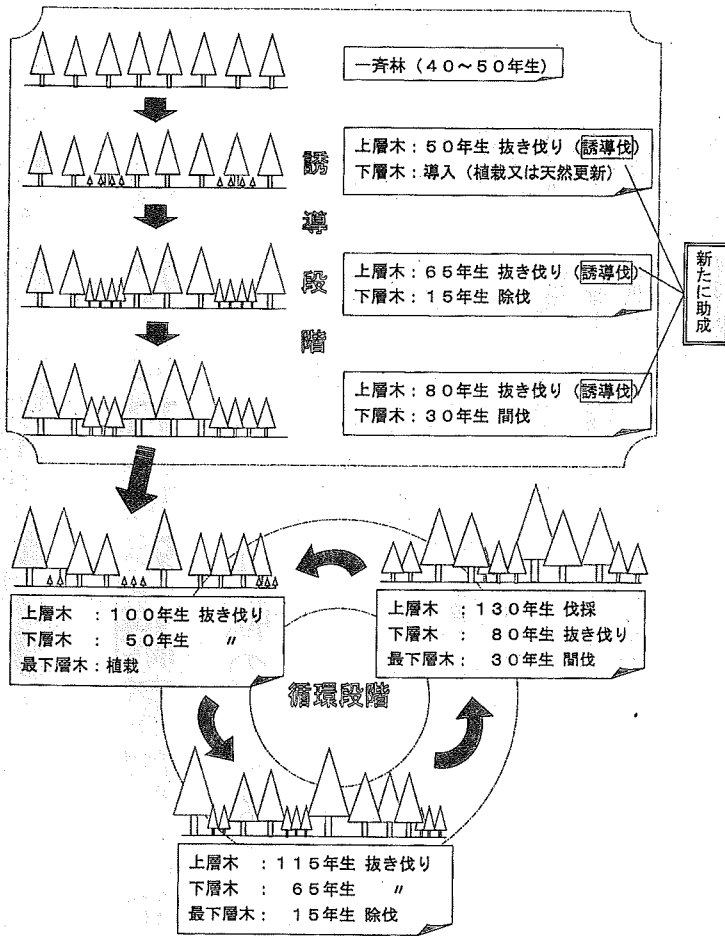 一斉林（40～50年生）
上層木：50年生 抜き伐り（誘導伐）
下層木：導入（植栽又は天然更新）
誘導段階
上層木：65年生 抜き伐り（誘導伐）
下層木：15年生 除伐
新たに助成
上層木：80年生 抜き伐り（誘導伐）
下層木：30年生 間伐
上層木　：100年生 抜き伐り
下層木　： 50年生　〃
最下層木：植栽
上層木　：130年生 伐採
下層木　： 80年生 抜き伐り
最下層木： 30年生 間伐
循環段階
上層木　：115年生 抜き伐り
下層木　： 65年生　〃
最下層木： 15年生 除伐